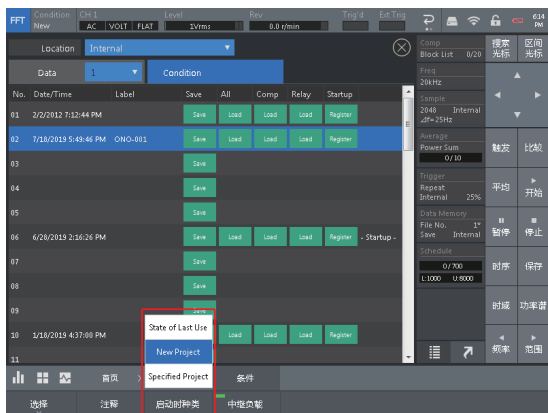 FFT Condition New CH 1 AC VOLT FLAT Level 1Vrms Rev 0.0 r/min Trig'd Ext Trig 6:14 PM
Location Internal
Data 1 Condition
No. Date/Time Label Save All Comp Relay Startup
01 2/2/2012 7:12:44 PM Save Load Load Load Register
02 7/18/2019 5:49:46 PM ONO-001 Save Load Load Load Register
03 Save
04 Save
05 Save
06 6/28/2019 2:16:26 PM Save Load Load Load Register - Startup -
07 Save
08 Save
09 Save
10 1/18/2019 4:37:00 PM Load Load Load Register
11
State of Last Use
New Project
Specified Project
首页 条件
选择 注释 启动时种类 中继负载
Comp
Block List 0/20
Freq
20kHz
Sample
2048 Internal
⊿f=25Hz
Average
Power Sum
0/10
Trigger
Repeat
Internal 25%
Data Memory
File No. 1*
Save Internal
Schedule
0/700
L:1000 U:8000
搜索光标 区间光标
触发 比较
平均 开始
暂停 停止
时序 保存
时域 功率谱
频率 范围